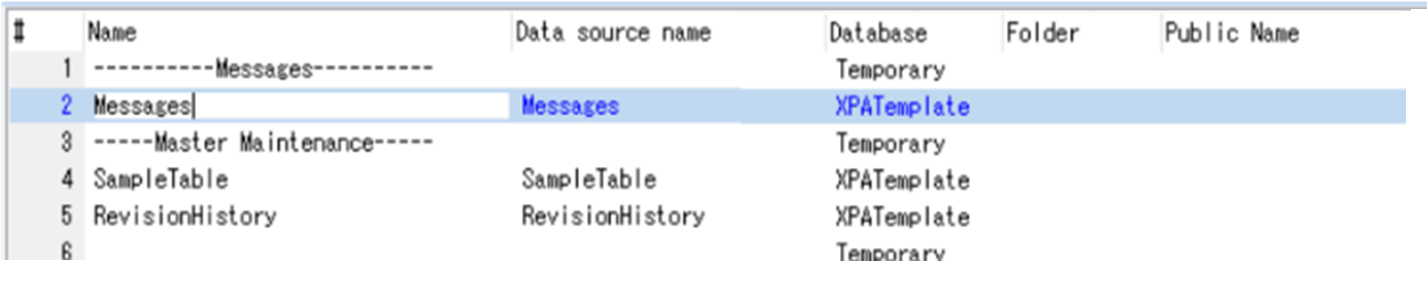 # Name Data source name Database Folder Public Name
1 ----------Messages---------- Temporary
2 Messages Messages XPATemplate
3 -----Master Maintenance----- Temporary
4 SampleTable SampleTable XPATemplate
5 RevisionHistory RevisionHistory XPATemplate
6 Temporary